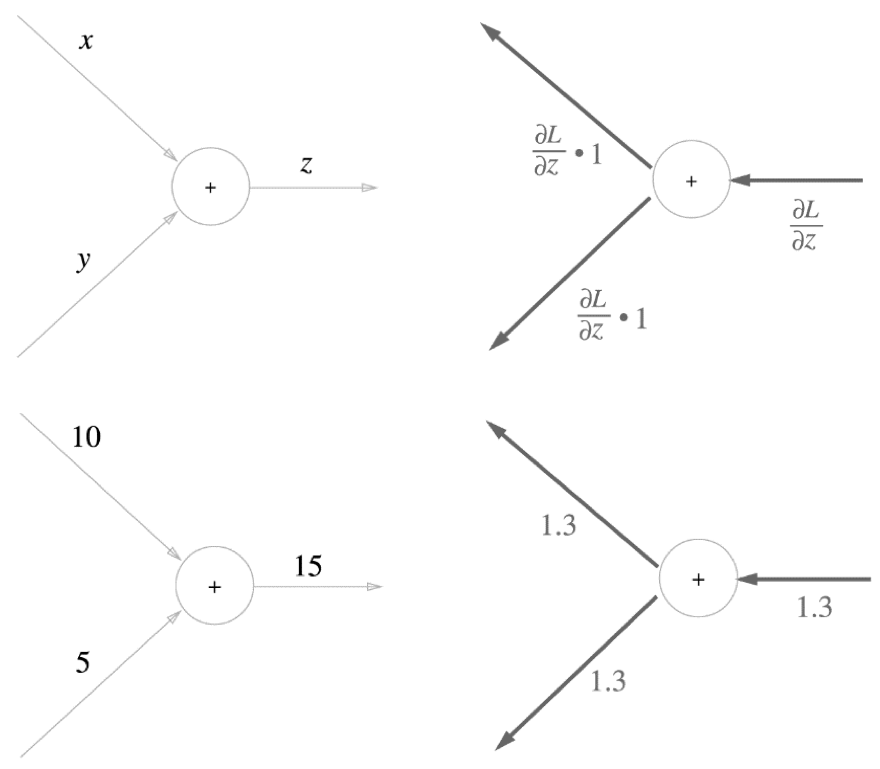 x
y
+
z
∂L/∂z • 1
∂L/∂z • 1
+
∂L/∂z
10
5
+
15
1.3
1.3
+
1.3